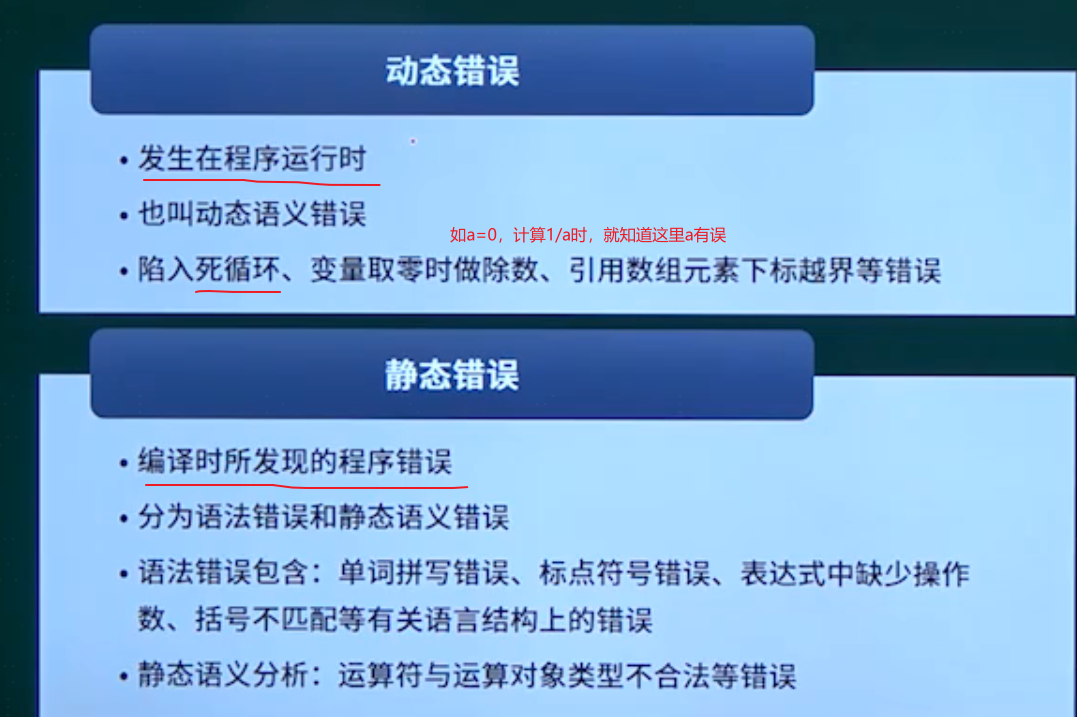 动态错误
• 发生在程序运行时
• 也叫动态语义错误
如a=0，计算1/a时，就知道这里a有误
• 陷入死循环、变量取零时做除数、引用数组元素下标越界等错误
静态错误
• 编译时所发现的程序错误
• 分为语法错误和静态语义错误
• 语法错误包含：单词拼写错误、标点符号错误、表达式中缺少操作
数、括号不匹配等有关语言结构上的错误
• 静态语义分析：运算符与运算对象类型不合法等错误